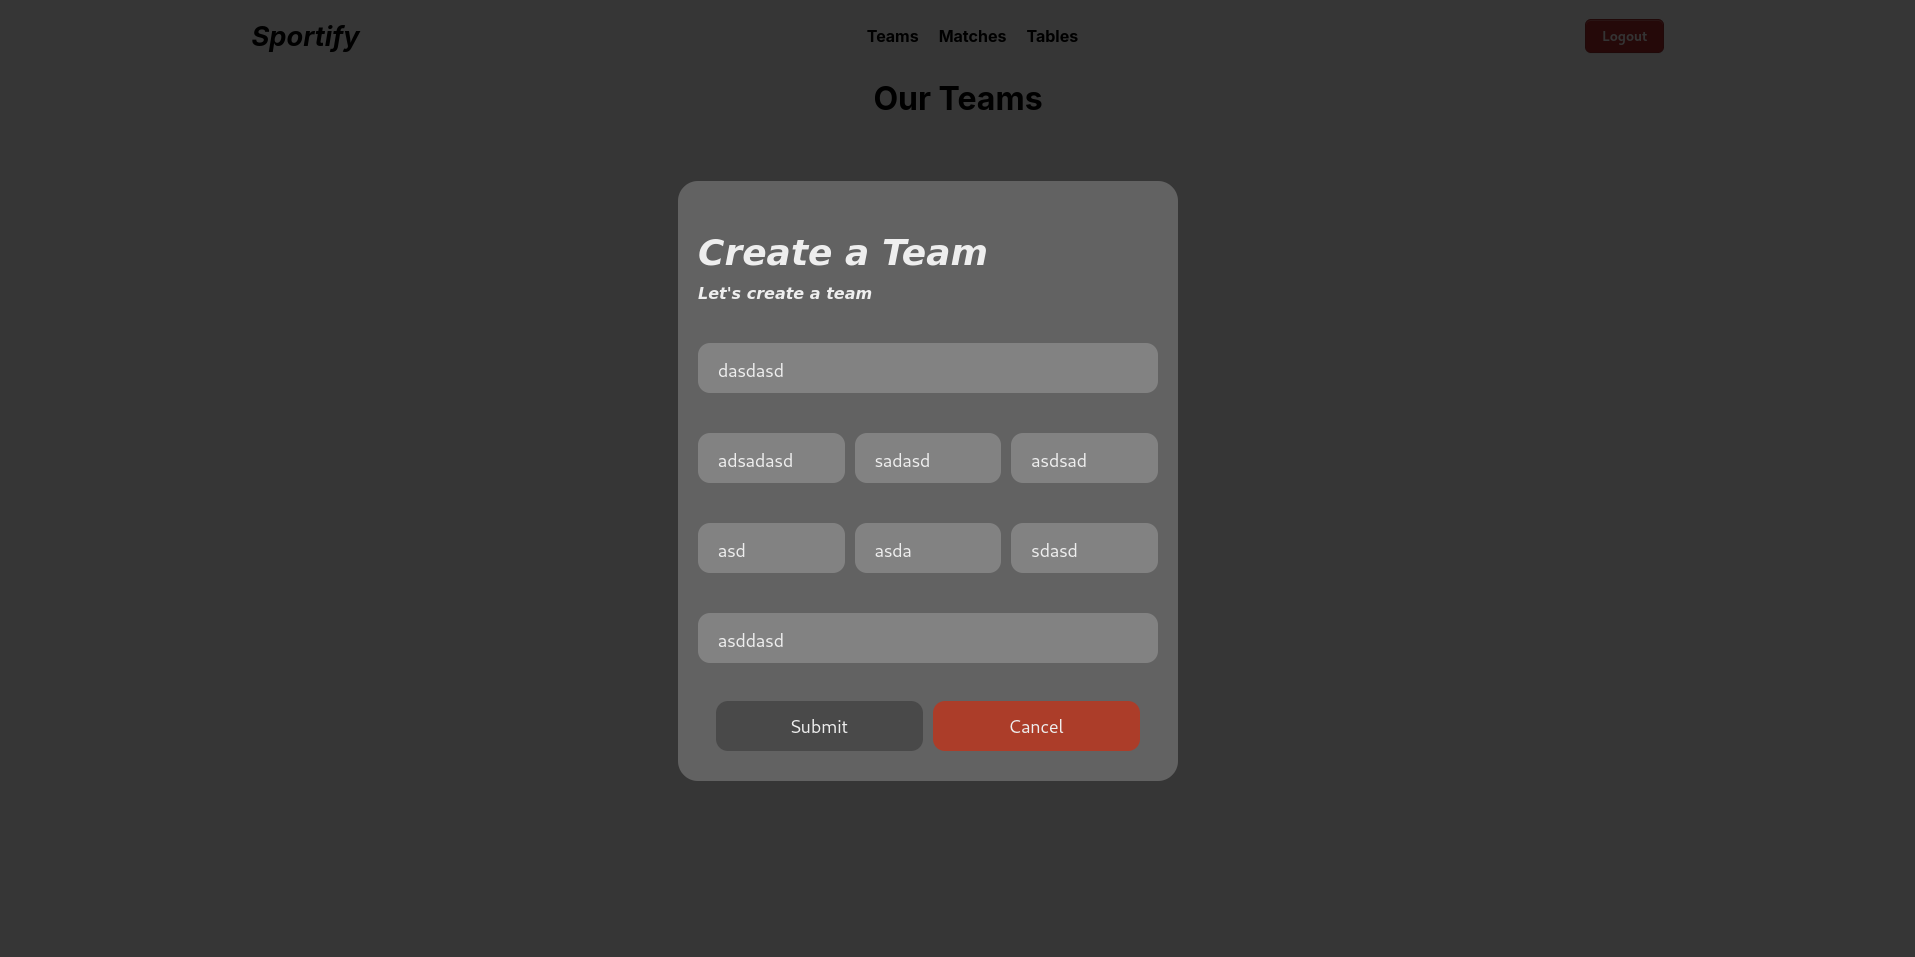 Sportify Teams Matches Tables Logout
Our Teams
Create a Team
Let's create a team
dasdasd
adsadasd sadasd asdsad
asd asda sdasd
asddasd
Submit Cancel